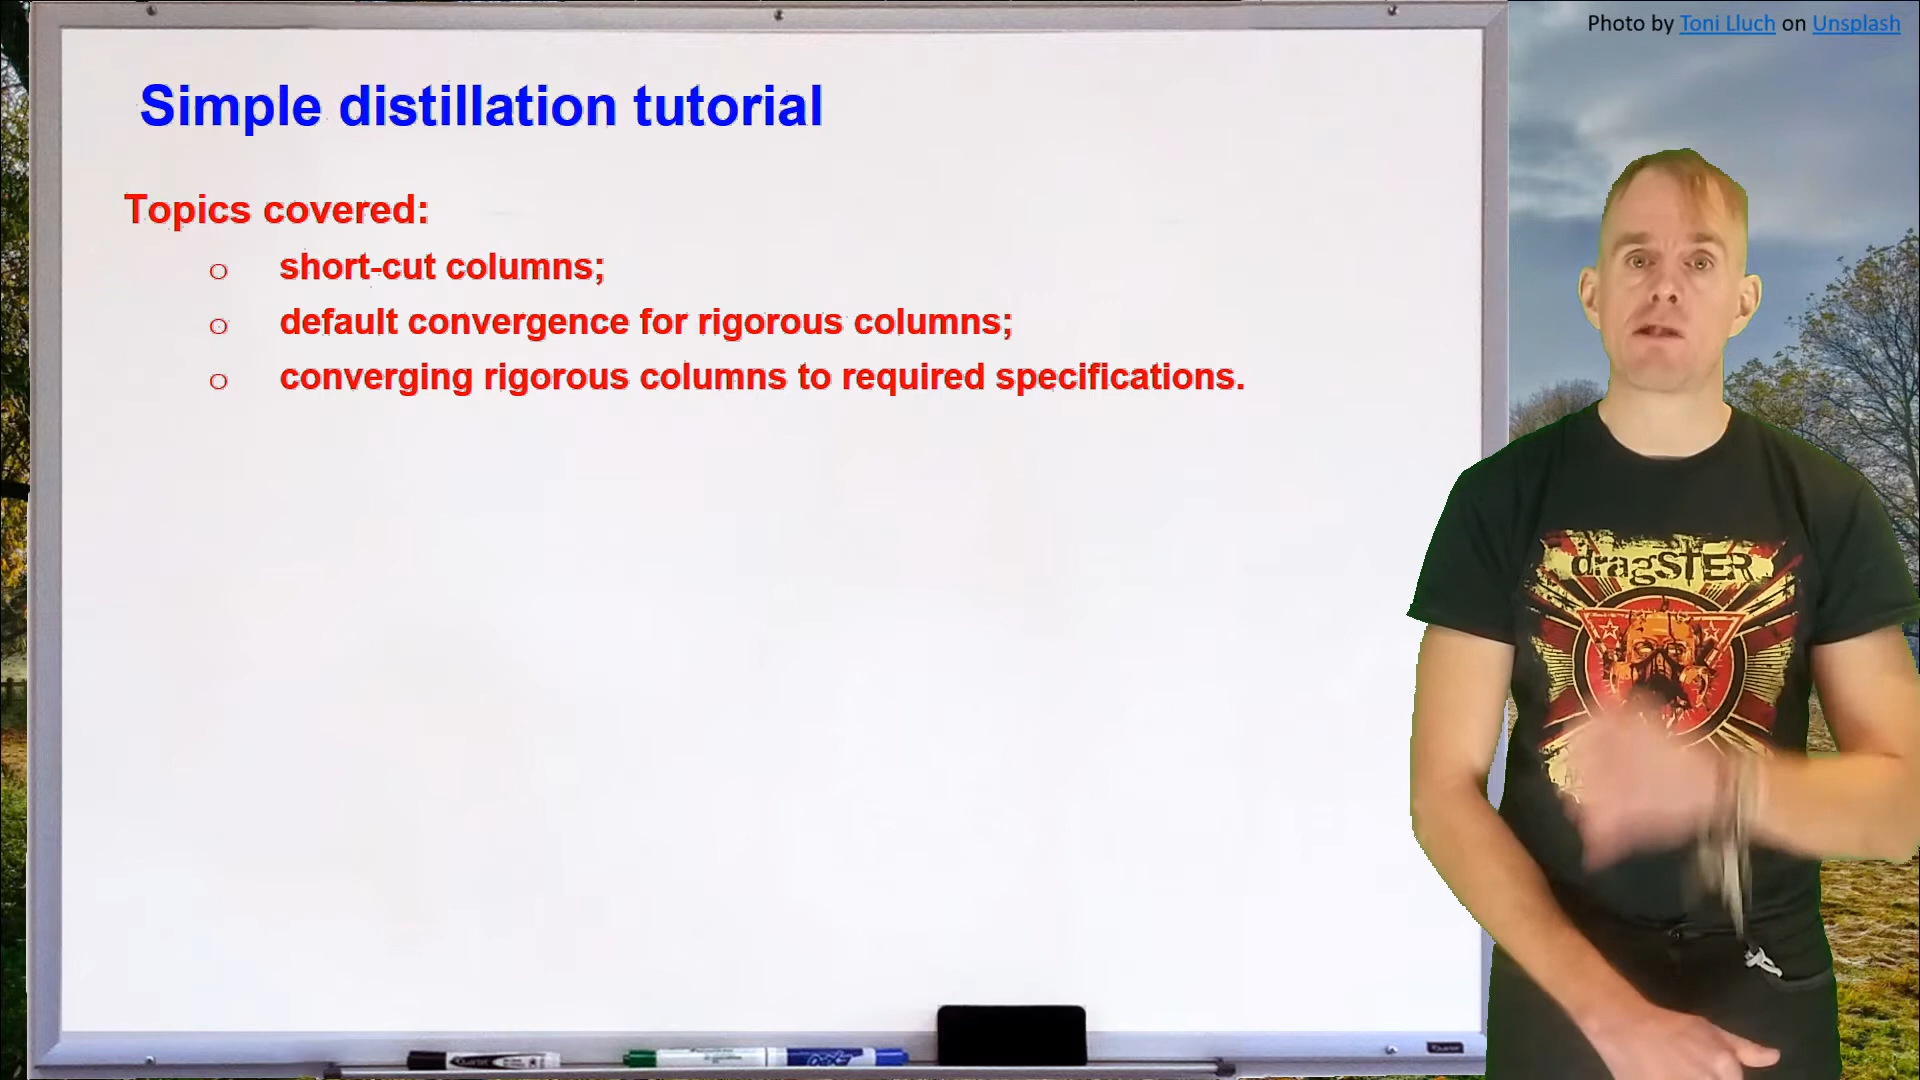 Photo by Toni Lluch on Unsplash
Simple distillation tutorial
Topics covered:
o short-cut columns;
o default convergence for rigorous columns;
o converging rigorous columns to required specifications.
dragSTER